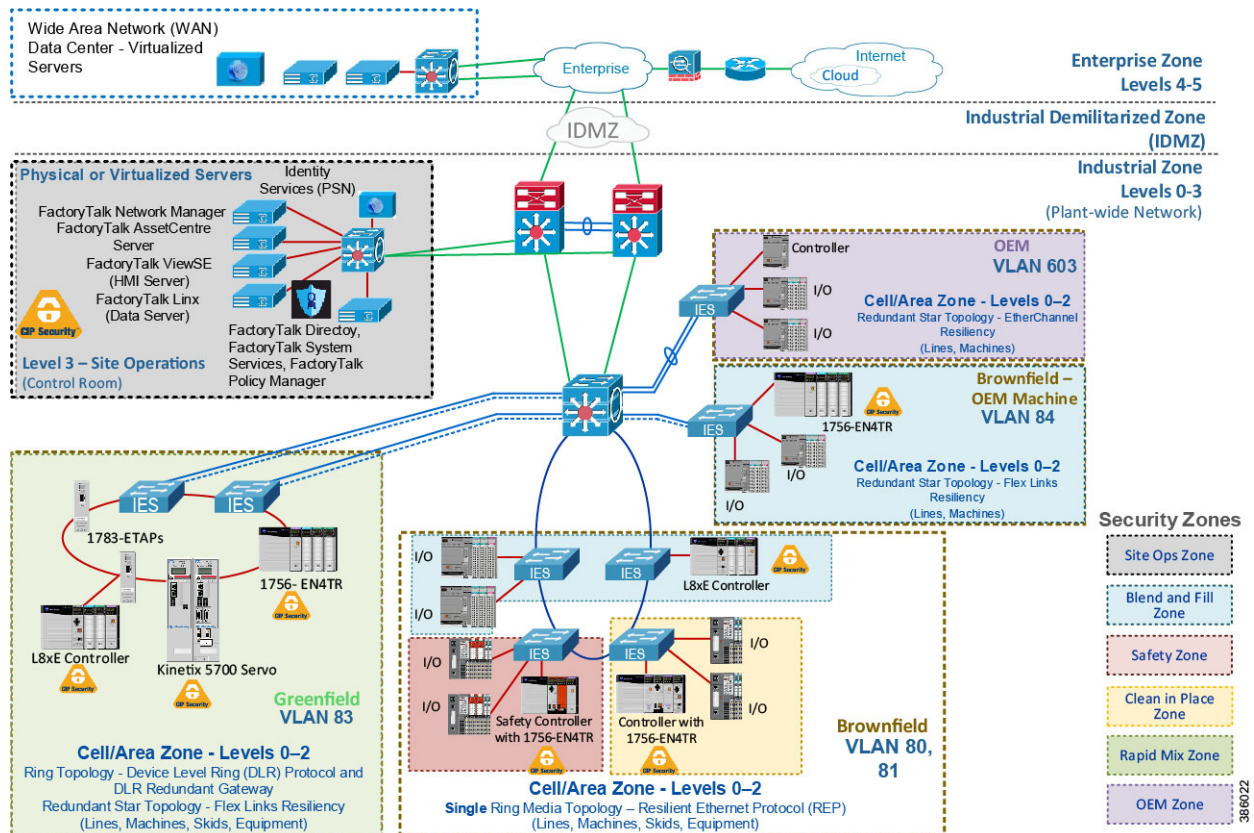 Wide Area Network (WAN)
Data Center - Virtualized
Servers
Enterprise
Internet
Cloud
Enterprise Zone
Levels 4-5
IDMZ
Industrial Demilitarized Zone
(IDMZ)
Industrial Zone
Levels 0-3
(Plant-wide Network)
Physical or Virtualized Servers
Identity
Services (PSN)
FactoryTalk Network Manager
FactoryTalk AssetCentre
Server
FactoryTalk ViewSE
(HMI Server)
FactoryTalk Linx
(Data Server)
CIP Security
FactoryTalk Directoy,
FactoryTalk System
Services, FactoryTalk
Policy Manager
Level 3 – Site Operations
(Control Room)
Controller
I/O
I/O
IES
OEM
VLAN 603
Cell/Area Zone - Levels 0–2
Redundant Star Topology - EtherChannel
Resiliency
(Lines, Machines)
Brownfield –
OEM Machine
VLAN 84
CIP Security
1756-EN4TR
IES
I/O
I/O
Cell/Area Zone - Levels 0–2
Redundant Star Topology - Flex Links
Resiliency
(Lines, Machines)
IES
IES
1783-ETAPs
1756- EN4TR
CIP Security
L8xE Controller
CIP Security
Kinetix 5700 Servo
CIP Security
Greenfield
VLAN 83
Cell/Area Zone - Levels 0–2
Ring Topology - Device Level Ring (DLR) Protocol and
DLR Redundant Gateway
Redundant Star Topology - Flex Links Resiliency
(Lines, Machines, Skids, Equipment)
I/O
I/O
IES
IES
L8xE Controller
CIP Security
I/O
I/O
IES
Safety Controller
with 1756-EN4TR
CIP Security
IES
I/O
I/O
Controller with
1756-EN4TR
CIP Security
Brownfield
VLAN 80,
81
Cell/Area Zone - Levels 0–2
Single Ring Media Topology – Resilient Ethernet Protocol (REP)
(Lines, Machines, Skids, Equipment)
Security Zones
Site Ops Zone
Blend and Fill
Zone
Safety Zone
Clean in Place
Zone
Rapid Mix Zone
OEM Zone
386022